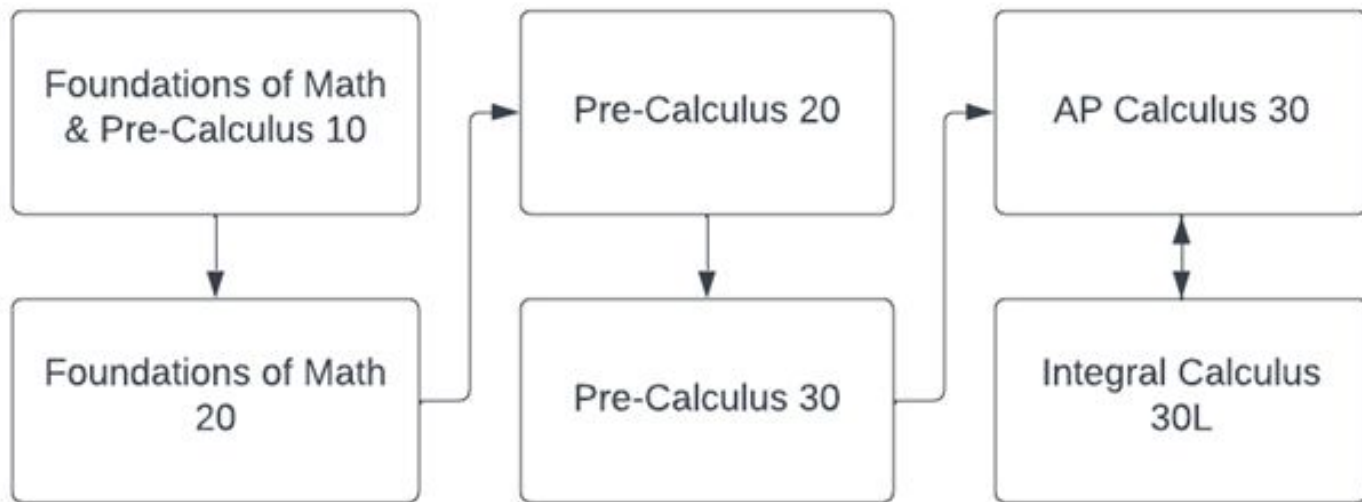 Foundations of Math
& Pre-Calculus 10
Foundations of Math
20
Pre-Calculus 20
Pre-Calculus 30
AP Calculus 30
Integral Calculus
30L